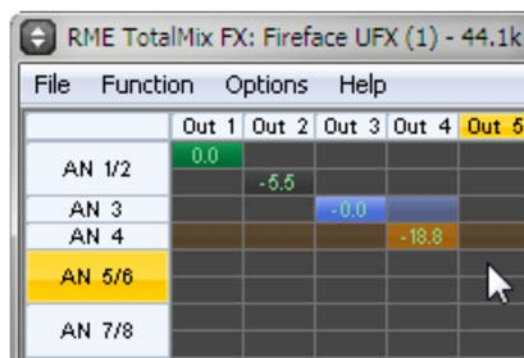 RME TotalMix FX: Fireface UFX (1) - 44.1k
File Function Options Help
Out 1 Out 2 Out 3 Out 4 Out 5
AN 1/2 0.0
-5.5
AN 3 -0.0
AN 4 -18.8
AN 5/6
AN 7/8